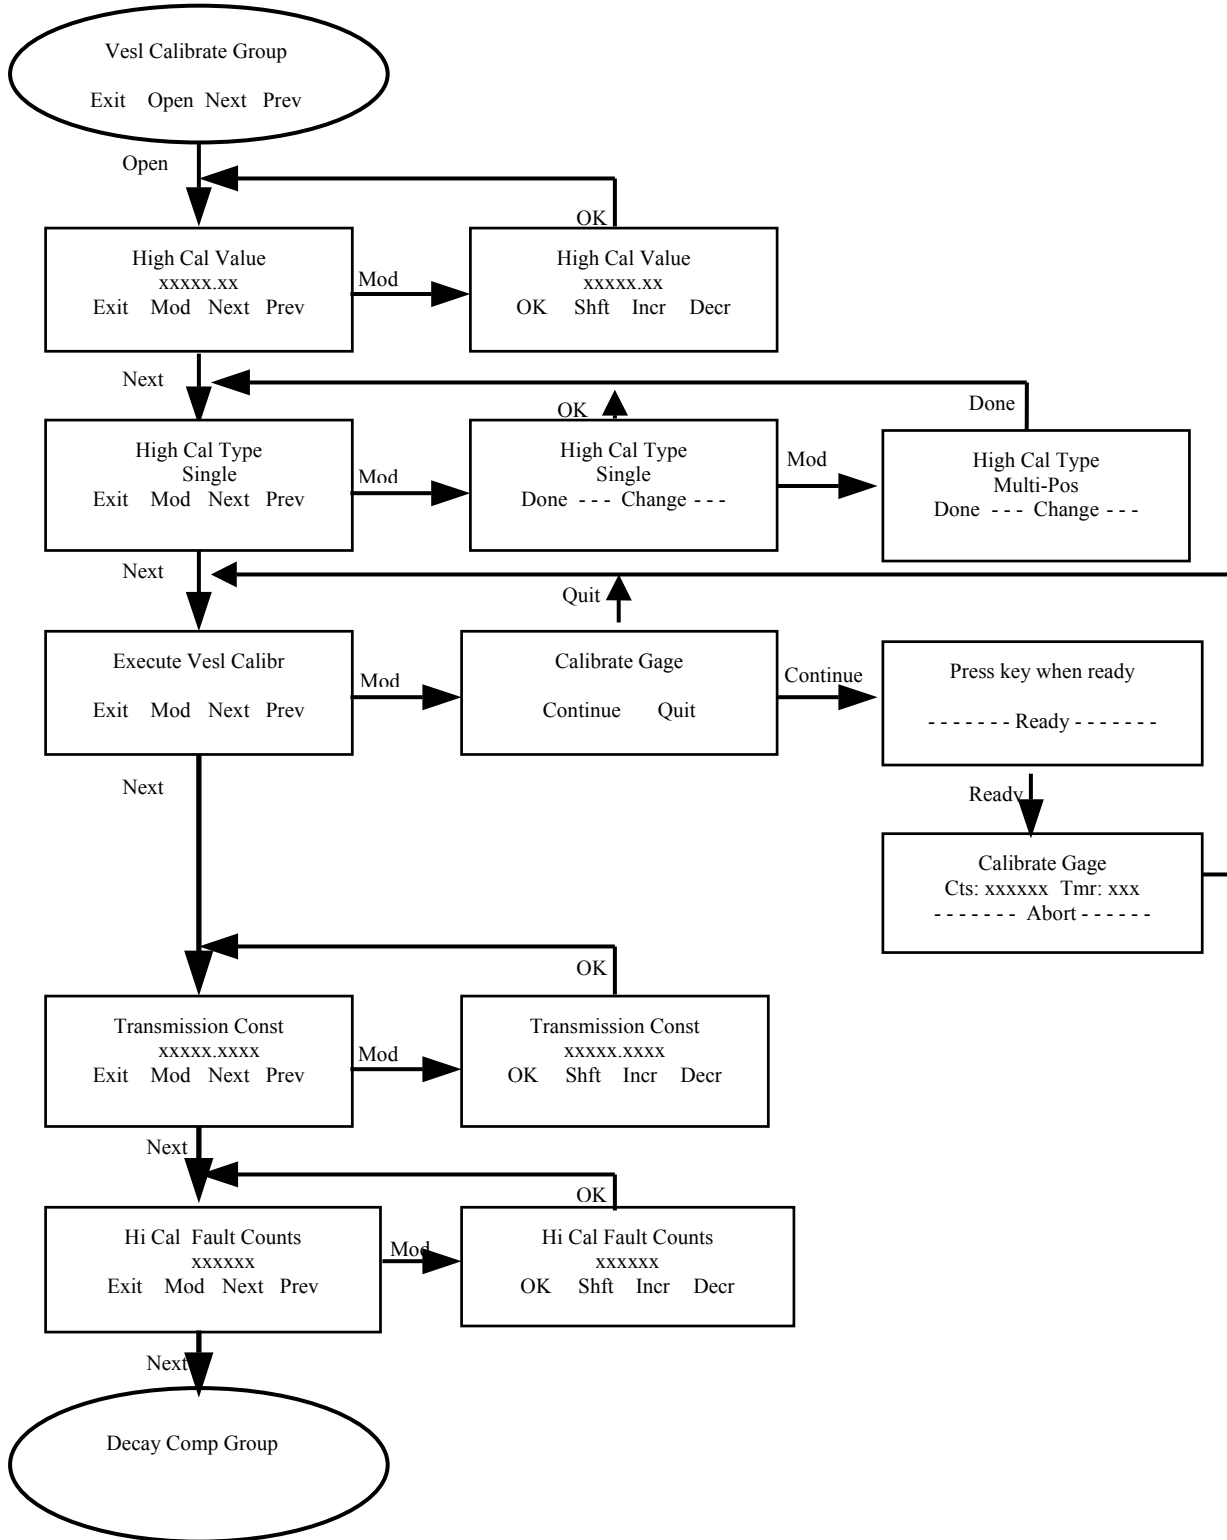 Vesl Calibrate Group
Exit Open Next Prev
Open
OK
High Cal Value
xxxxx.xx
Exit Mod Next Prev
Mod
High Cal Value
xxxxx.xx
OK Shft Incr Decr
Next
OK
Done
High Cal Type
Single
Exit Mod Next Prev
Mod
High Cal Type
Single
Done - - - Change - - -
Mod
High Cal Type
Multi-Pos
Done - - - Change - - -
Next
Quit
Execute Vesl Calibr
Exit Mod Next Prev
Mod
Calibrate Gage
Continue Quit
Continue
Press key when ready
- - - - - - - Ready - - - - - - -
Next
Ready
Calibrate Gage
Cts: xxxxxx Tmr: xxx
- - - - - - - Abort - - - - - -
OK
Transmission Const
xxxxx.xxxx
Exit Mod Next Prev
Mod
Transmission Const
xxxxx.xxxx
OK Shft Incr Decr
Next
OK
Hi Cal Fault Counts
xxxxxx
Exit Mod Next Prev
Mod
Hi Cal Fault Counts
xxxxxx
OK Shft Incr Decr
Next
Decay Comp Group